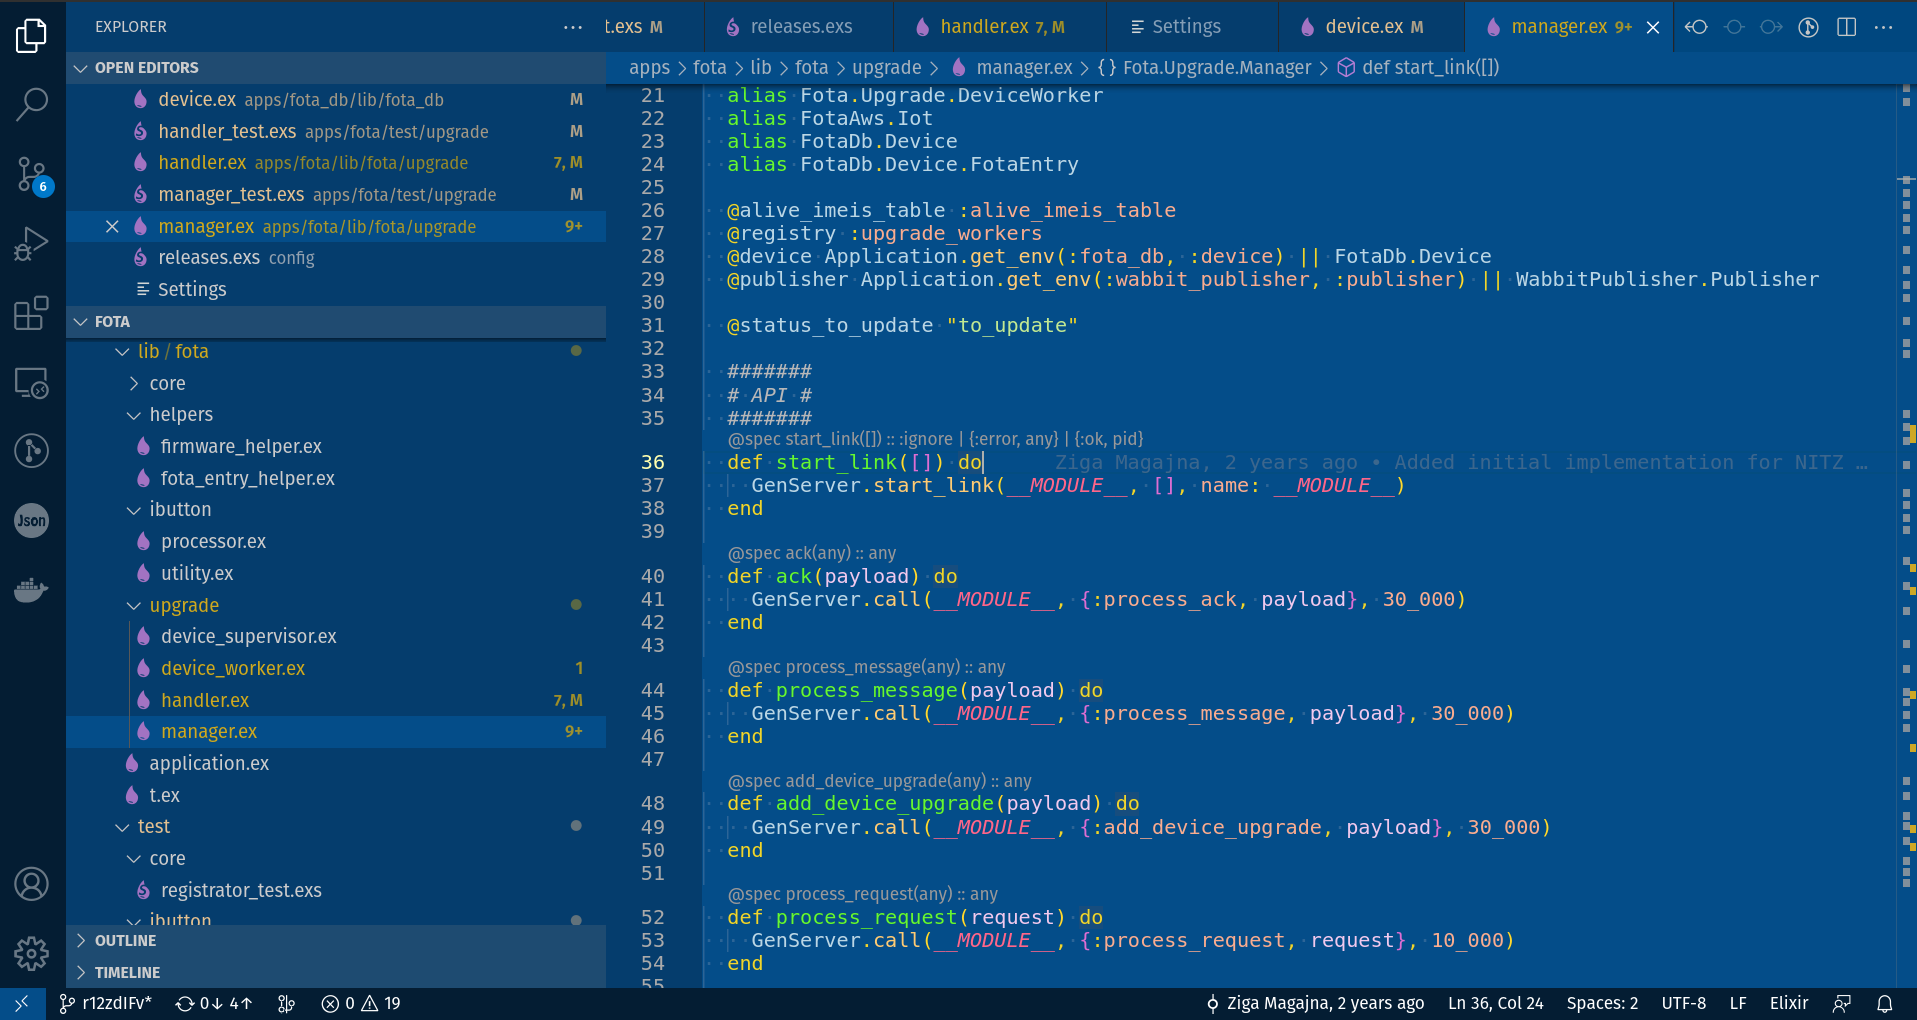 EXPLORER
t.exs M
releases.exs
handler.ex 7, M
Settings
device.ex M
manager.ex 9+
OPEN EDITORS
device.ex apps/fota_db/lib/fota_db M
handler_test.exs apps/fota/test/upgrade M
handler.ex apps/fota/lib/fota/upgrade 7, M
manager_test.exs apps/fota/test/upgrade M
manager.ex apps/fota/lib/fota/upgrade 9+
releases.exs config
Settings
FOTA
lib / fota
core
helpers
firmware_helper.ex
fota_entry_helper.ex
ibutton
processor.ex
utility.ex
upgrade
device_supervisor.ex
device_worker.ex 1
handler.ex 7, M
manager.ex 9+
application.ex
t.ex
test
core
registrator_test.exs
ibutton
OUTLINE
TIMELINE
6
Json
apps > fota > lib > fota > upgrade > manager.ex > {} Fota.Upgrade.Manager > def start_link([])
21 alias Fota.Upgrade.DeviceWorker
22 alias FotaAws.Iot
23 alias FotaDb.Device
24 alias FotaDb.Device.FotaEntry
25
26 @alive_imeis_table :alive_imeis_table
27 @registry :upgrade_workers
28 @device Application.get_env(:fota_db, :device) || FotaDb.Device
29 @publisher Application.get_env(:wabbit_publisher, :publisher) || WabbitPublisher.Publisher
30
31 @status_to_update "to_update"
32
33 #######
34 # API #
35 #######
@spec start_link([]) :: :ignore | {:error, any} | {:ok, pid}
36 def start_link([]) do Ziga Magajna, 2 years ago • Added initial implementation for NITZ …
37 GenServer.start_link(__MODULE__, [], name: __MODULE__)
38 end
39
@spec ack(any) :: any
40 def ack(payload) do
41 GenServer.call(__MODULE__, {:process_ack, payload}, 30_000)
42 end
43
@spec process_message(any) :: any
44 def process_message(payload) do
45 GenServer.call(__MODULE__, {:process_message, payload}, 30_000)
46 end
47
@spec add_device_upgrade(any) :: any
48 def add_device_upgrade(payload) do
49 GenServer.call(__MODULE__, {:add_device_upgrade, payload}, 30_000)
50 end
51
@spec process_request(any) :: any
52 def process_request(request) do
53 GenServer.call(__MODULE__, {:process_request, request}, 10_000)
54 end
55
r12zdIFv* 0↓ 4↑ 0 19
Ziga Magajna, 2 years ago Ln 36, Col 24 Spaces: 2 UTF-8 LF Elixir